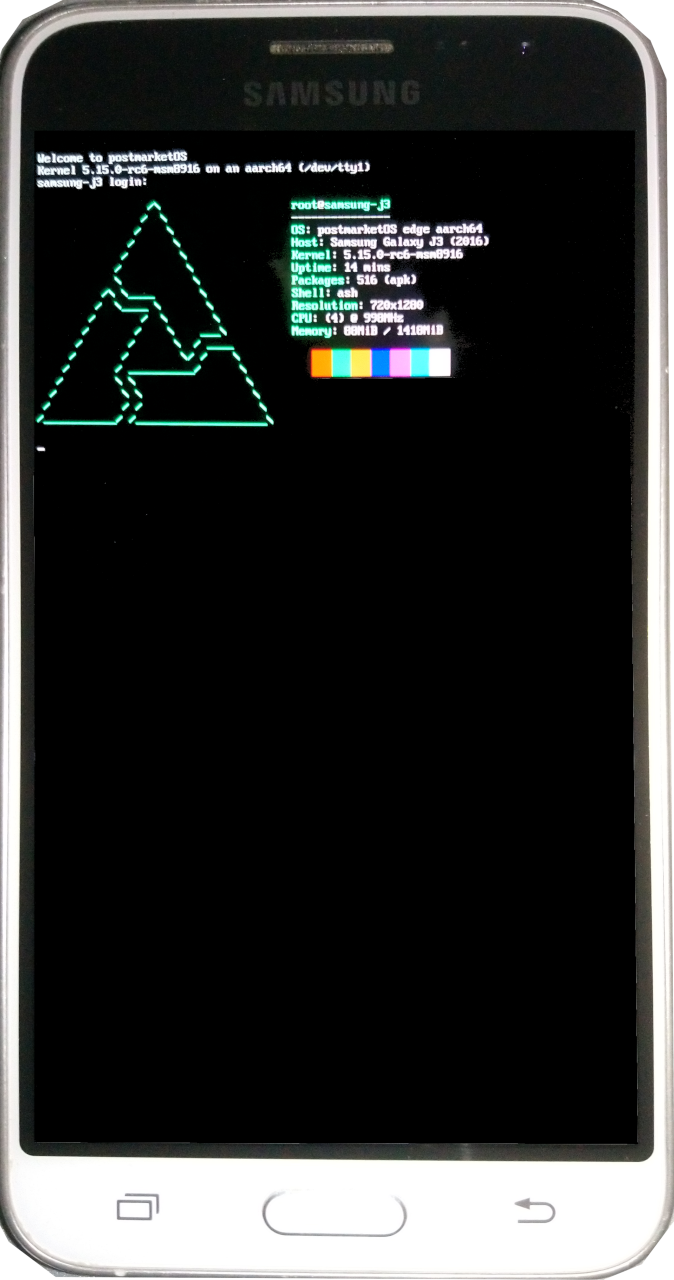 SAMSUNG
Welcome to postmarketOS
Kernel 5.15.0-rc6-msm8916 on an aarch64 (/dev/tty1)
samsung-j3 login:
root@samsung-j3
---------------
OS: postmarketOS edge aarch64
Host: Samsung Galaxy J3 (2016)
Kernel: 5.15.0-rc6-msm8916
Uptime: 14 mins
Packages: 516 (apk)
Shell: ash
Resolution: 720x1280
CPU: (4) @ 998MHz
Memory: 88MiB / 1418MiB